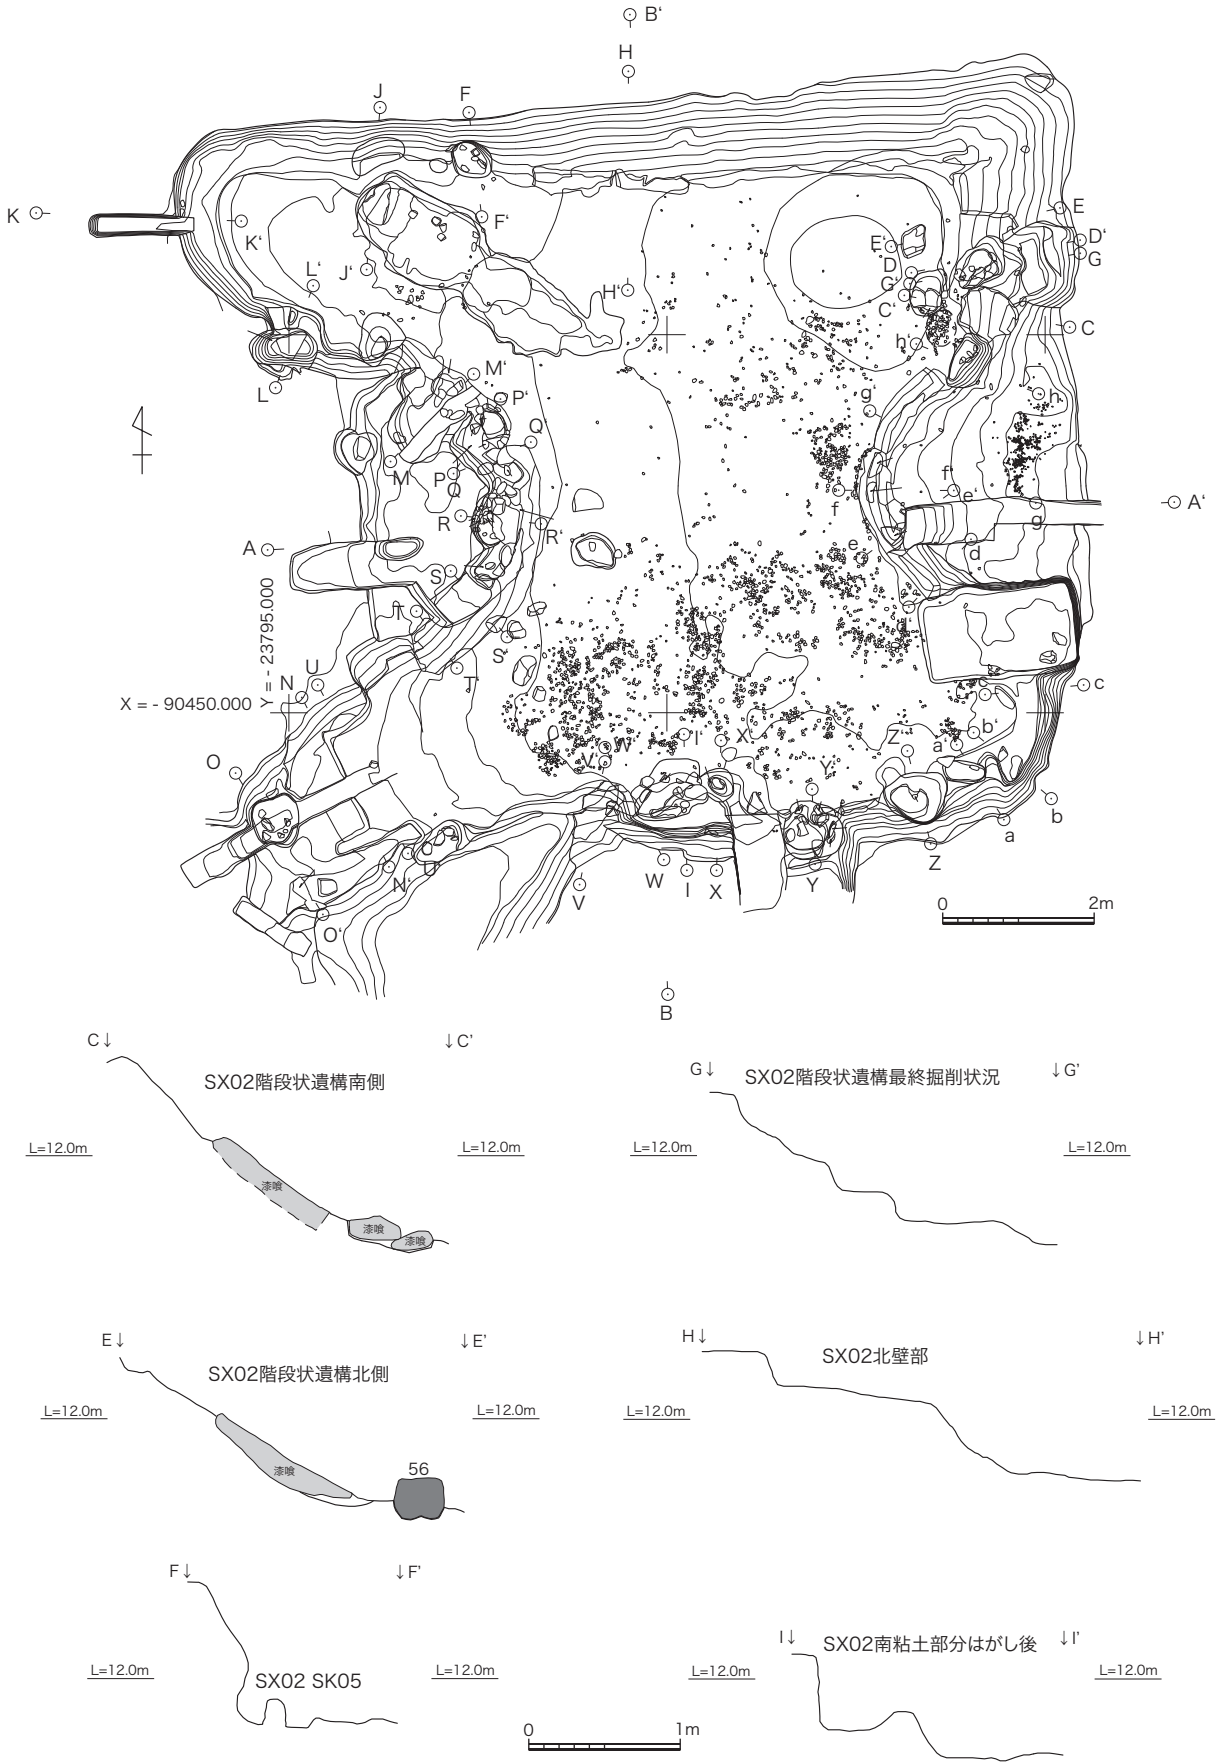 B‘
H
J
F
K
K‘
F‘
E
D‘
G
E‘
D
G‘
C‘
C
L‘
J‘
H‘
h‘
L
M‘
P‘
g‘
h
Q‘
M
P
Q
f‘
e‘
f
g
A‘
R
R‘
A
e
d
S
T
d‘
S‘
T‘
U
N
X = - 90450.000
Y = - 23795.000
c‘
c
O
W‘
V‘
I‘
X‘
Z‘
a‘
b‘
Y‘
b
a
N‘
U‘
W
I
X
Y
Z
V
O‘
0
2m
B
C↓
↓C’
SX02階段状遺構南側
L=12.0m
L=12.0m
漆喰
漆喰
漆喰
G↓
↓G’
SX02階段状遺構最終掘削状況
L=12.0m
L=12.0m
E↓
↓E’
SX02階段状遺構北側
L=12.0m
L=12.0m
漆喰
56
H↓
↓H’
SX02北壁部
L=12.0m
L=12.0m
F↓
↓F’
L=12.0m
L=12.0m
SX02 SK05
I↓
↓I’
SX02南粘土部分はがし後
L=12.0m
L=12.0m
0
1m